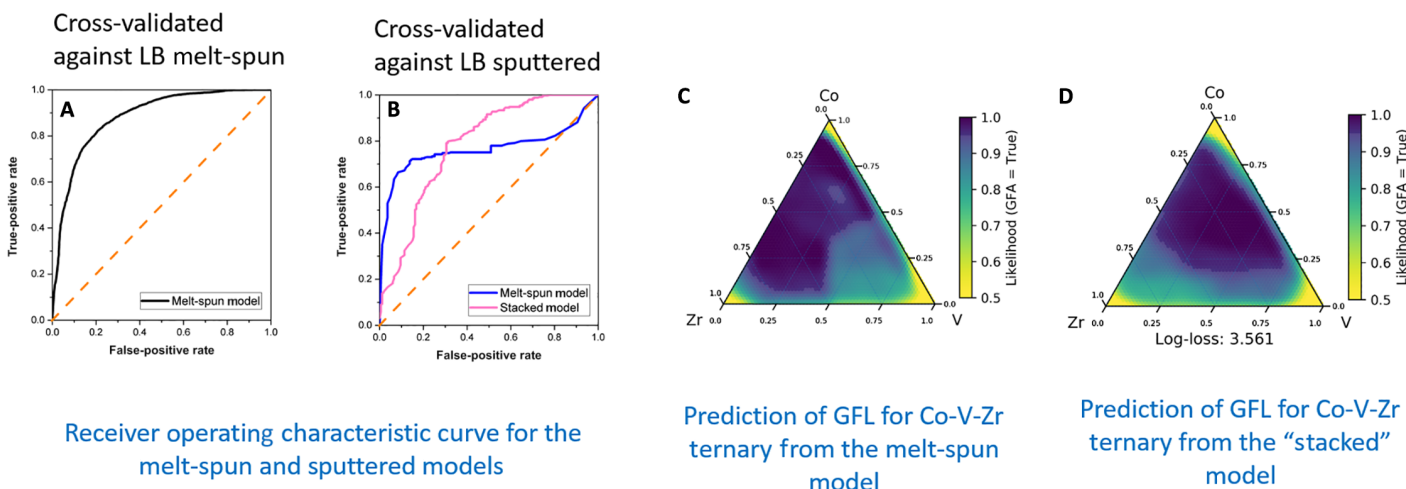 Cross-validated
against LB melt-spun
Cross-validated
against LB sputtered
A
True-positive rate
1.0
0.8
0.6
0.4
0.2
0.0
0.0 0.2 0.4 0.6 0.8 1.0
False-positive rate
Melt-spun model
B
True-positive rate
1.0
0.8
0.6
0.4
0.2
0.0
0.0 0.2 0.4 0.6 0.8 1.0
False-positive rate
Melt-spun model
Stacked model
C
Co
0.0 1.0
0.25 0.75
0.5 0.5
0.75 0.25
1.0 0.0
Zr 0.0 0.25 0.5 0.75 1.0 V
1.0
0.9
0.8
0.7
0.6
0.5
Likelihood (GFA = True)
D
Co
0.0 1.0
0.25 0.75
0.5 0.5
0.75 0.25
1.0 0.0
Zr 0.0 0.25 0.5 0.75 1.0 V
Log-loss: 3.561
1.0
0.9
0.8
0.7
0.6
0.5
Likelihood (GFA = True)
Receiver operating characteristic curve for the
melt-spun and sputtered models
Prediction of GFL for Co-V-Zr
ternary from the melt-spun
model
Prediction of GFL for Co-V-Zr
ternary from the “stacked”
model